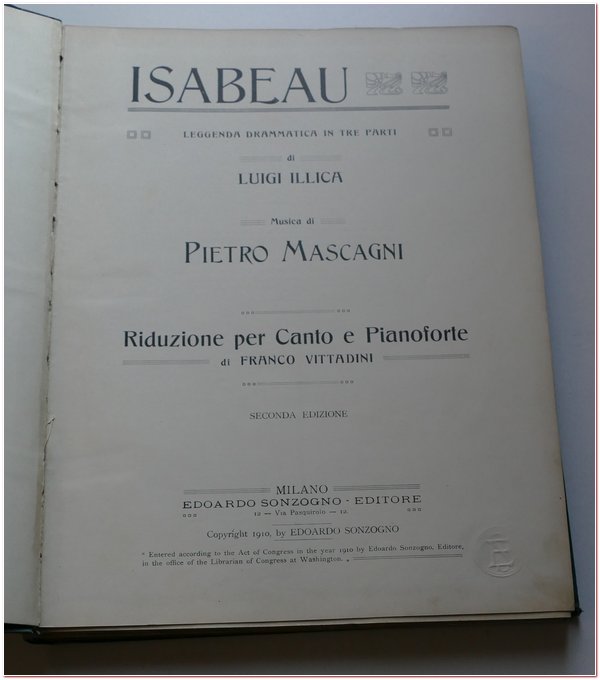 ISABEAU
LEGGENDA DRAMMATICA IN TRE PARTI
di
LUIGI ILLICA
Musica di
PIETRO MASCAGNI
Riduzione per Canto e Pianoforte
di FRANCO VITTADINI
SECONDA EDIZIONE
MILANO
EDOARDO SONZOGNO - EDITORE
12 — Via Pasquirolo — 12.
Copyright 1910, by EDOARDO SONZOGNO
" Entered according to the Act of Congress in the year 1910 by Edoardo Sonzogno, Editore,
in the office of the Librarian of Congress at Washington. "